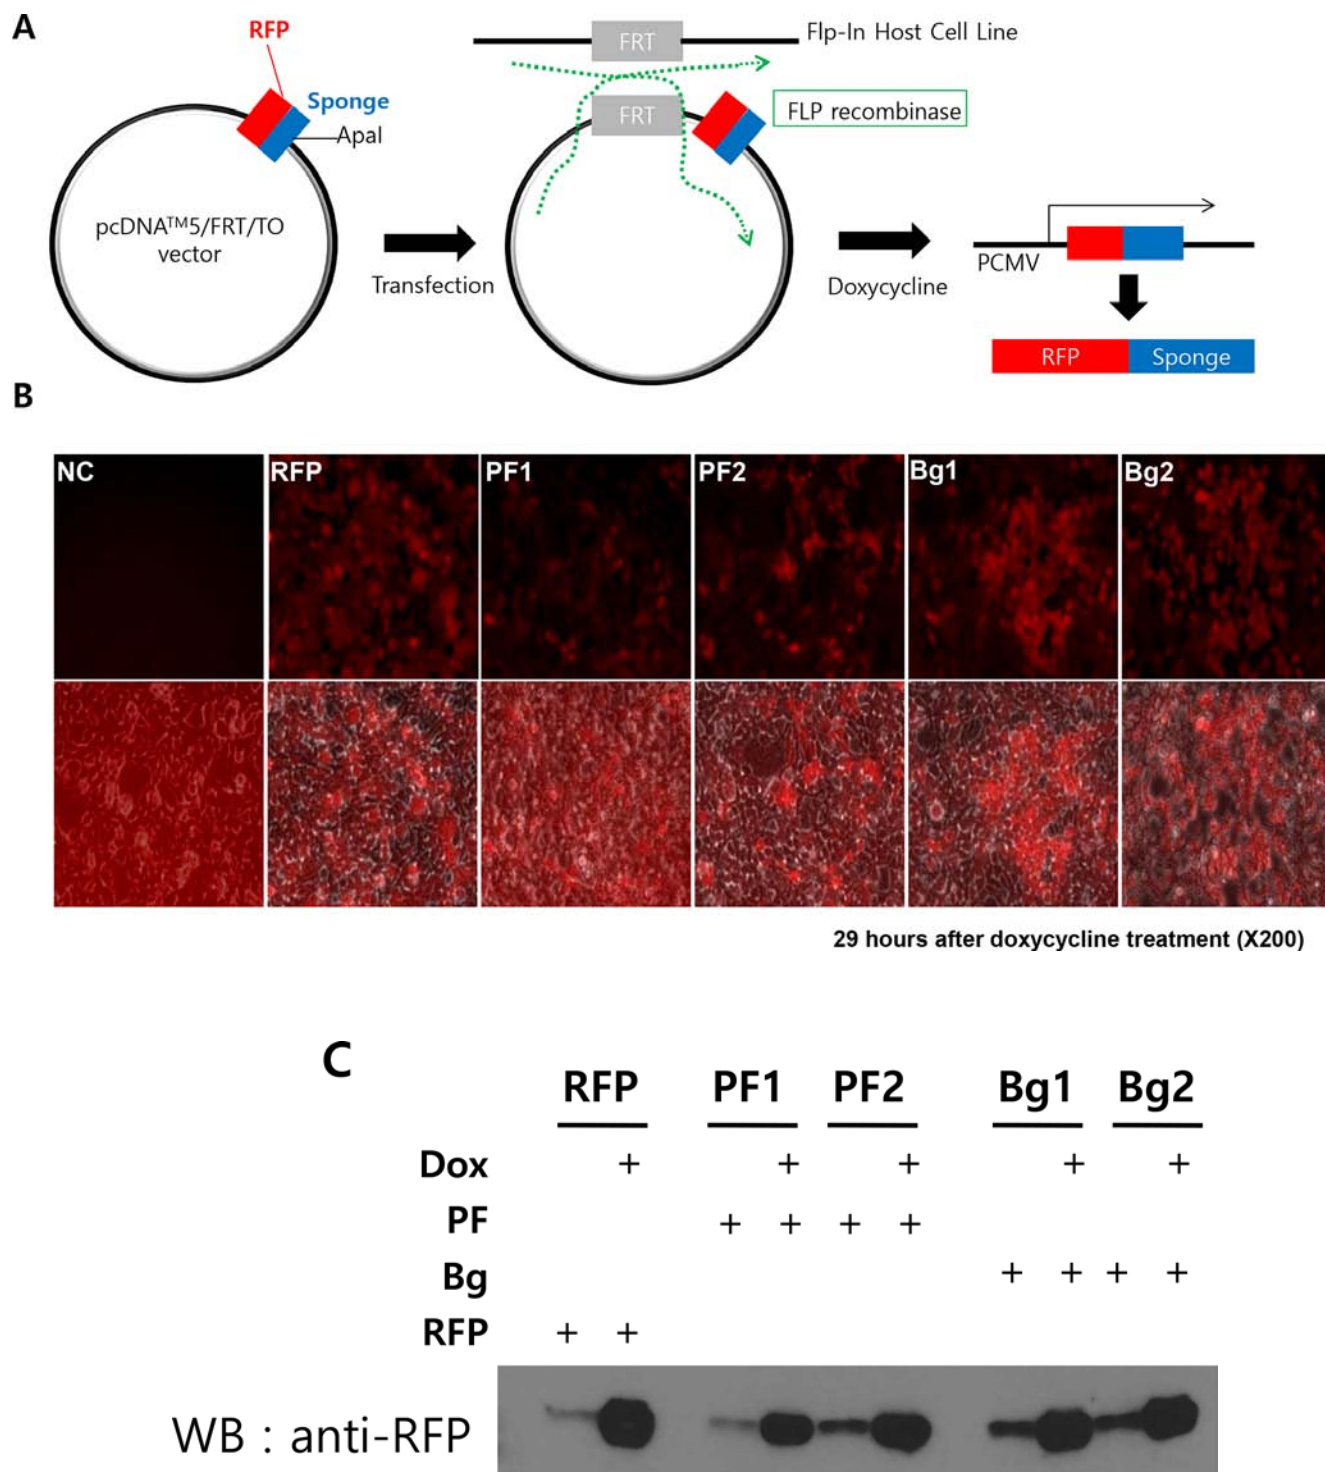 A
RFP
Sponge
ApaI
pcDNA™5/FRT/TO
vector
Transfection
FRT
Flp-In Host Cell Line
FRT
FLP recombinase
Doxycycline
PCMV
RFP
Sponge
B
NC
RFP
PF1
PF2
Bg1
Bg2
29 hours after doxycycline treatment (X200)
C
RFP PF1 PF2 Bg1 Bg2
Dox + + + + +
PF + + + +
Bg + + + +
RFP + +
WB : anti-RFP